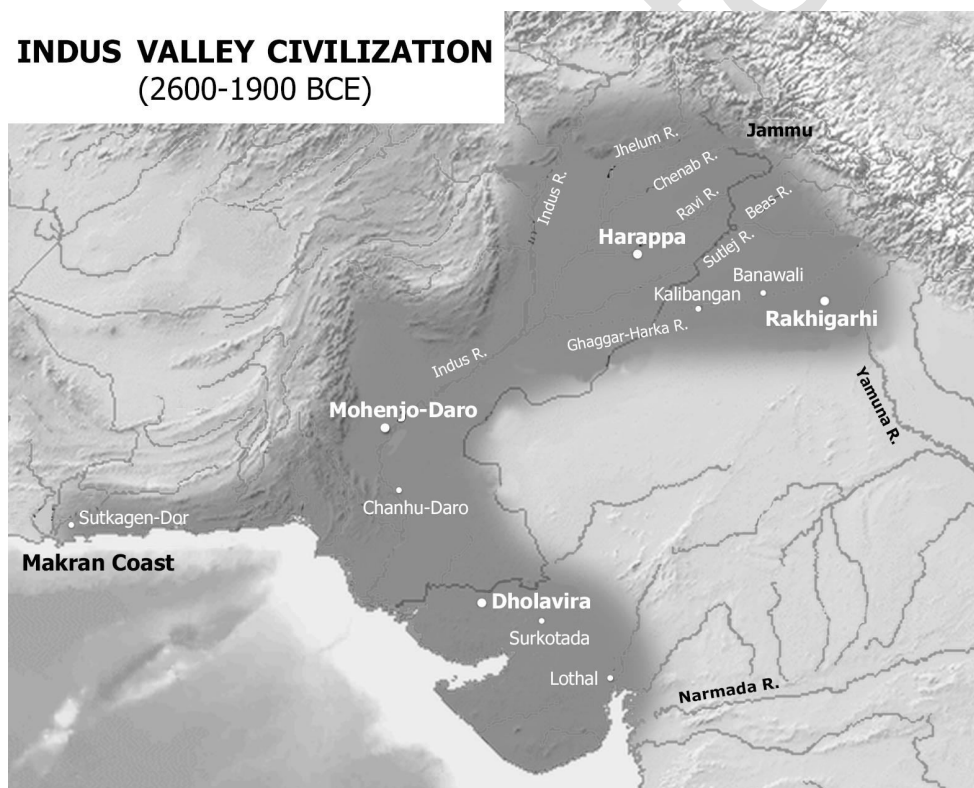 INDUS VALLEY CIVILIZATION
(2600-1900 BCE)
Jammu
Jhelum R.
Chenab R.
Indus R.
Ravi R.
Beas R.
Harappa
Sutlej R.
Banawali
Kalibangan
Rakhigarhi
Ghaggar-Harka R.
Indus R.
Yamuna R.
Mohenjo-Daro
Chanhu-Daro
Sutkagen-Dor
Makran Coast
Dholavira
Surkotada
Lothal
Narmada R.